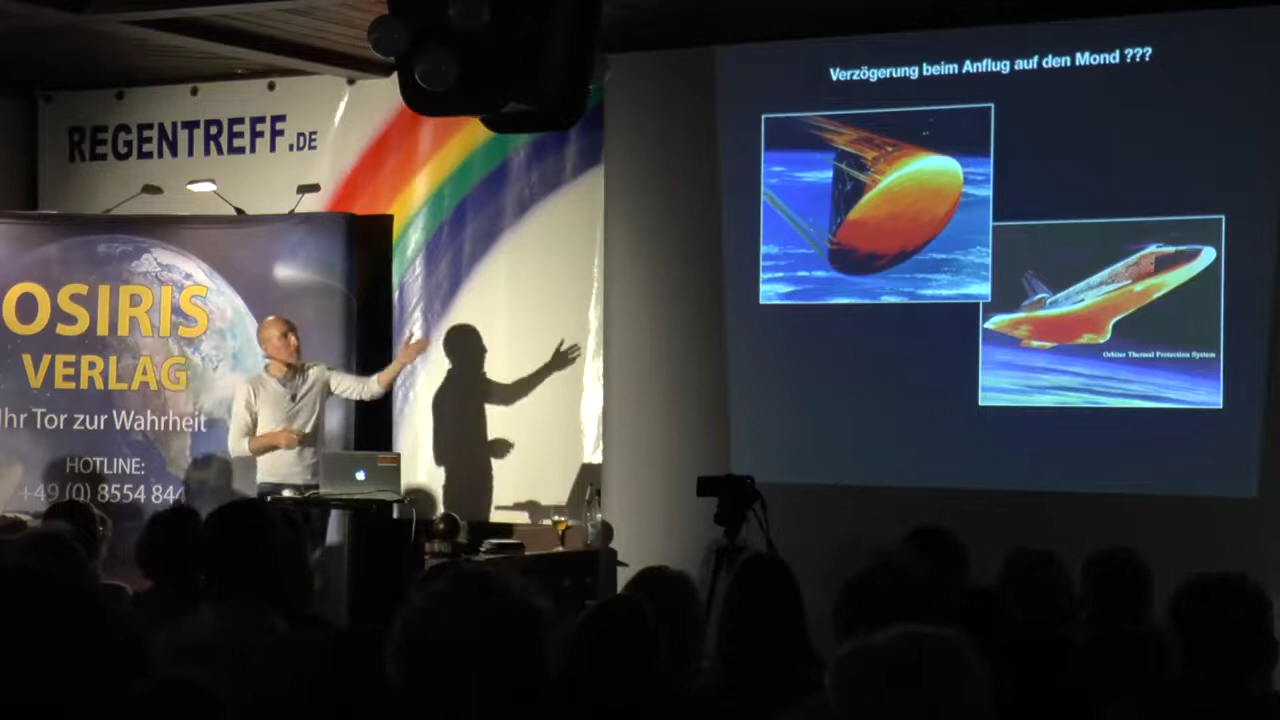 REGENTREFF.DE
OSIRIS
VERLAG
Ihr Tor zur Wahrheit
HOTLINE:
+49 (0) 8554 844
Verzögerung beim Anflug auf den Mond ???
Orbiter Thermal Protection System